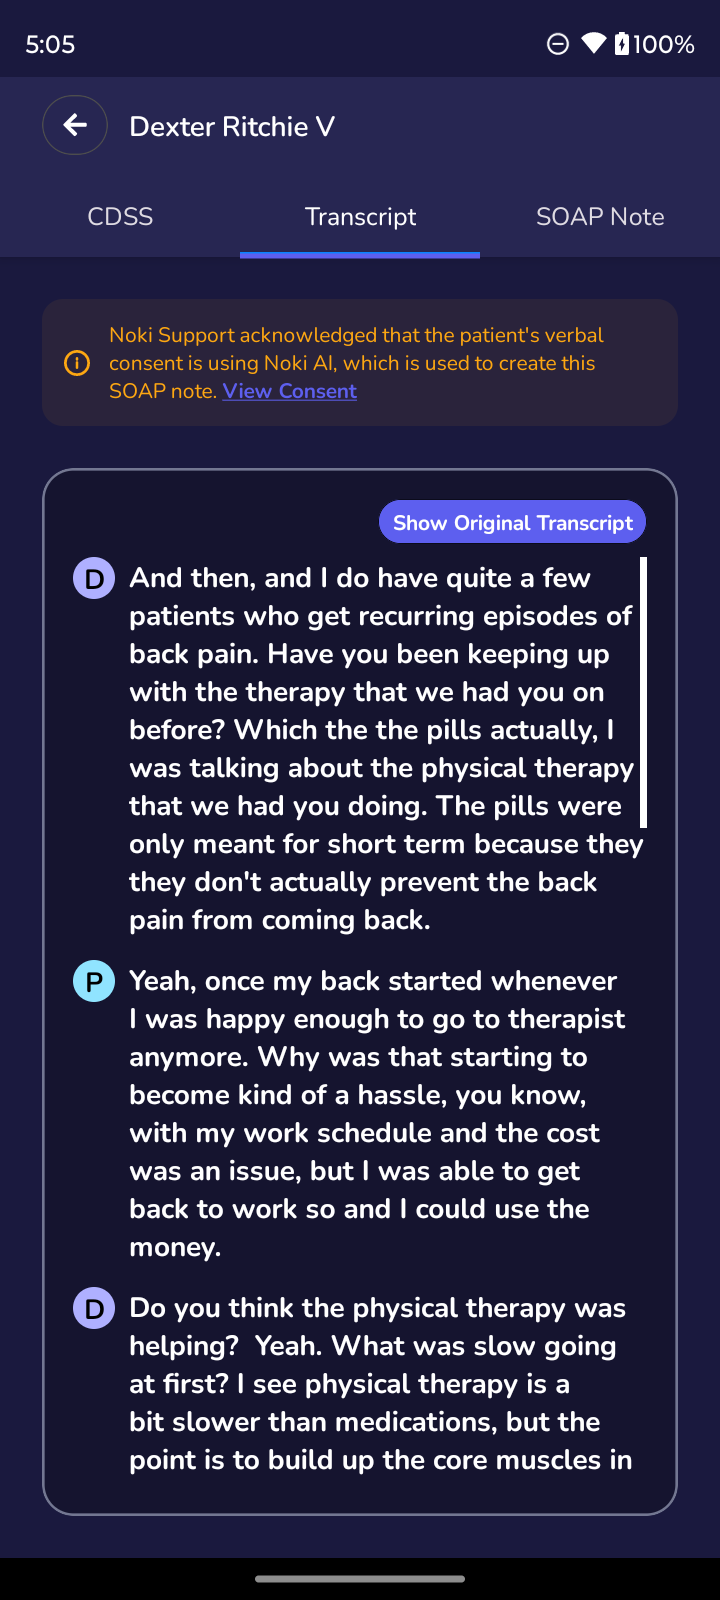 5:05
100%
Dexter Ritchie V
CDSS
Transcript
SOAP Note
Noki Support acknowledged that the patient's verbal
consent is using Noki AI, which is used to create this
SOAP note. View Consent
Show Original Transcript
D
And then, and I do have quite a few
patients who get recurring episodes of
back pain. Have you been keeping up
with the therapy that we had you on
before? Which the the pills actually, I
was talking about the physical therapy
that we had you doing. The pills were
only meant for short term because they
they don't actually prevent the back
pain from coming back.
P
Yeah, once my back started whenever
I was happy enough to go to therapist
anymore. Why was that starting to
become kind of a hassle, you know,
with my work schedule and the cost
was an issue, but I was able to get
back to work so and I could use the
money.
D
Do you think the physical therapy was
helping?  Yeah. What was slow going
at first? I see physical therapy is a
bit slower than medications, but the
point is to build up the core muscles in